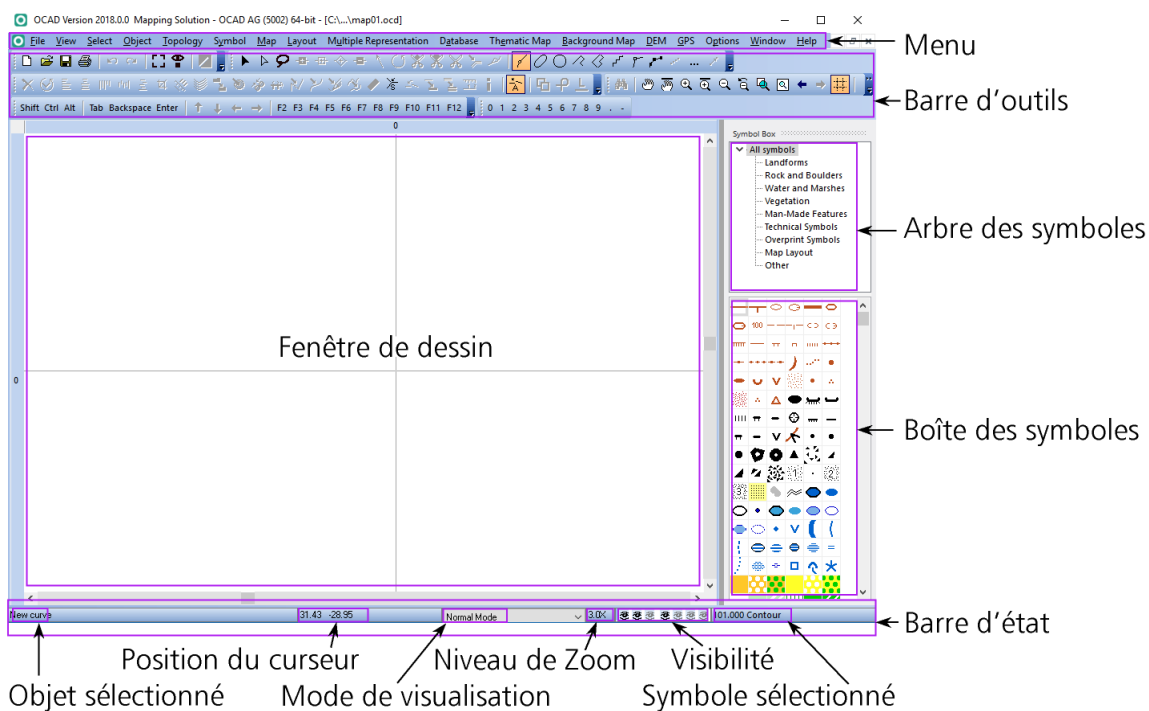 OCAD Version 2018.0.0 Mapping Solution - OCAD AG (5002) 64-bit - [C:\...\map01.ocd]
File View Select Object Topology Symbol Map Layout Multiple Representation Database Thematic Map Background Map DEM GPS Options Window Help
Menu
Barre d'outils
Shift Ctrl Alt Tab Backspace Enter F2 F3 F4 F5 F6 F7 F8 F9 F10 F11 F12 0 1 2 3 4 5 6 7 8 9 . -
0
Symbol Box
All symbols
Landforms
Rock and Boulders
Water and Marshes
Vegetation
Man-Made Features
Technical Symbols
Overprint Symbols
Map Layout
Other
Arbre des symboles
100
Fenêtre de dessin
0
Boîte des symboles
1
2
3
New curve
31.43 -28.95
Normal Mode
3.0X
101.000 Contour
Barre d'état
Position du curseur
Niveau de Zoom
Visibilité
Objet sélectionné
Mode de visualisation
Symbole sélectionné